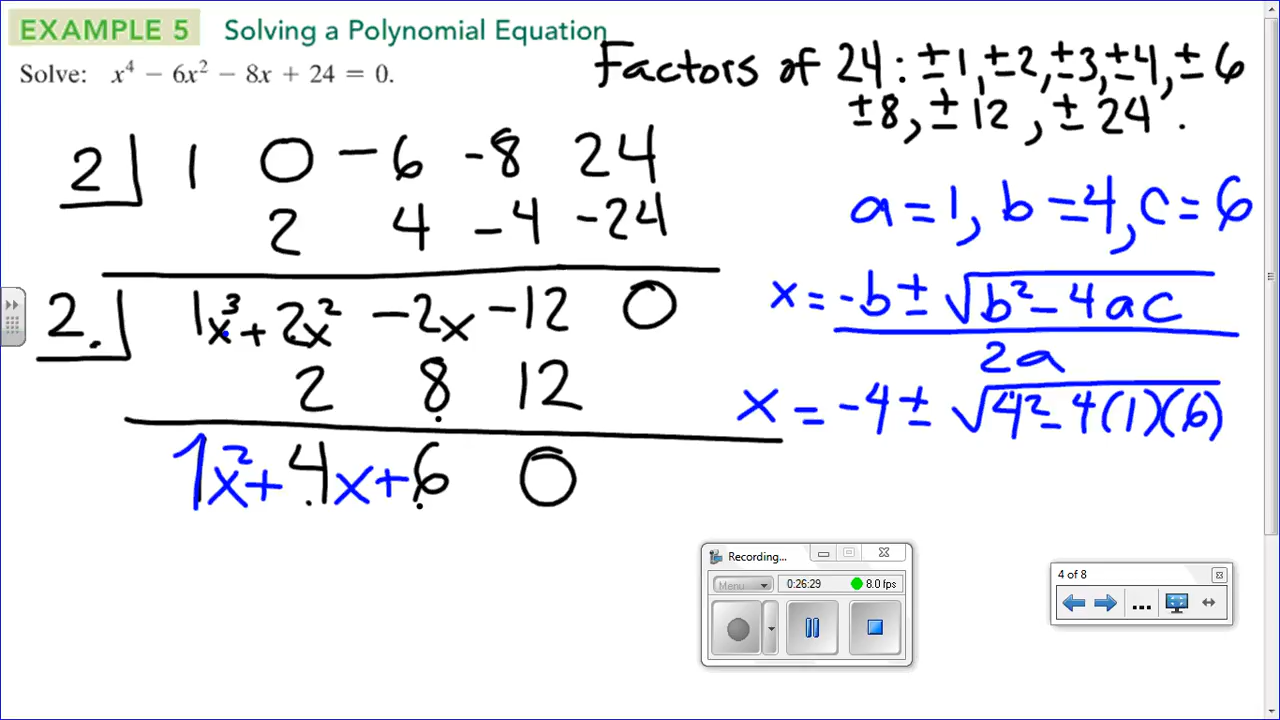 EXAMPLE 5 Solving a Polynomial Equation
Solve: x⁴ − 6x² − 8x + 24 = 0.
Factors of 24: ±1, ±2, ±3, ±4, ±6
±8, ±12, ±24.
2 1 0 -6 -8 24
2 4 -4 -24
2. 1x³ + 2x² -2x -12 0
2 8 12
1x² + 4x + 6 0
a = 1, b = 4, c = 6
x = -b ± √b² - 4ac
2a
x = -4 ± √4² - 4(1)(6)
Recording...
Menu 0:26:29 8.0 fps
4 of 8